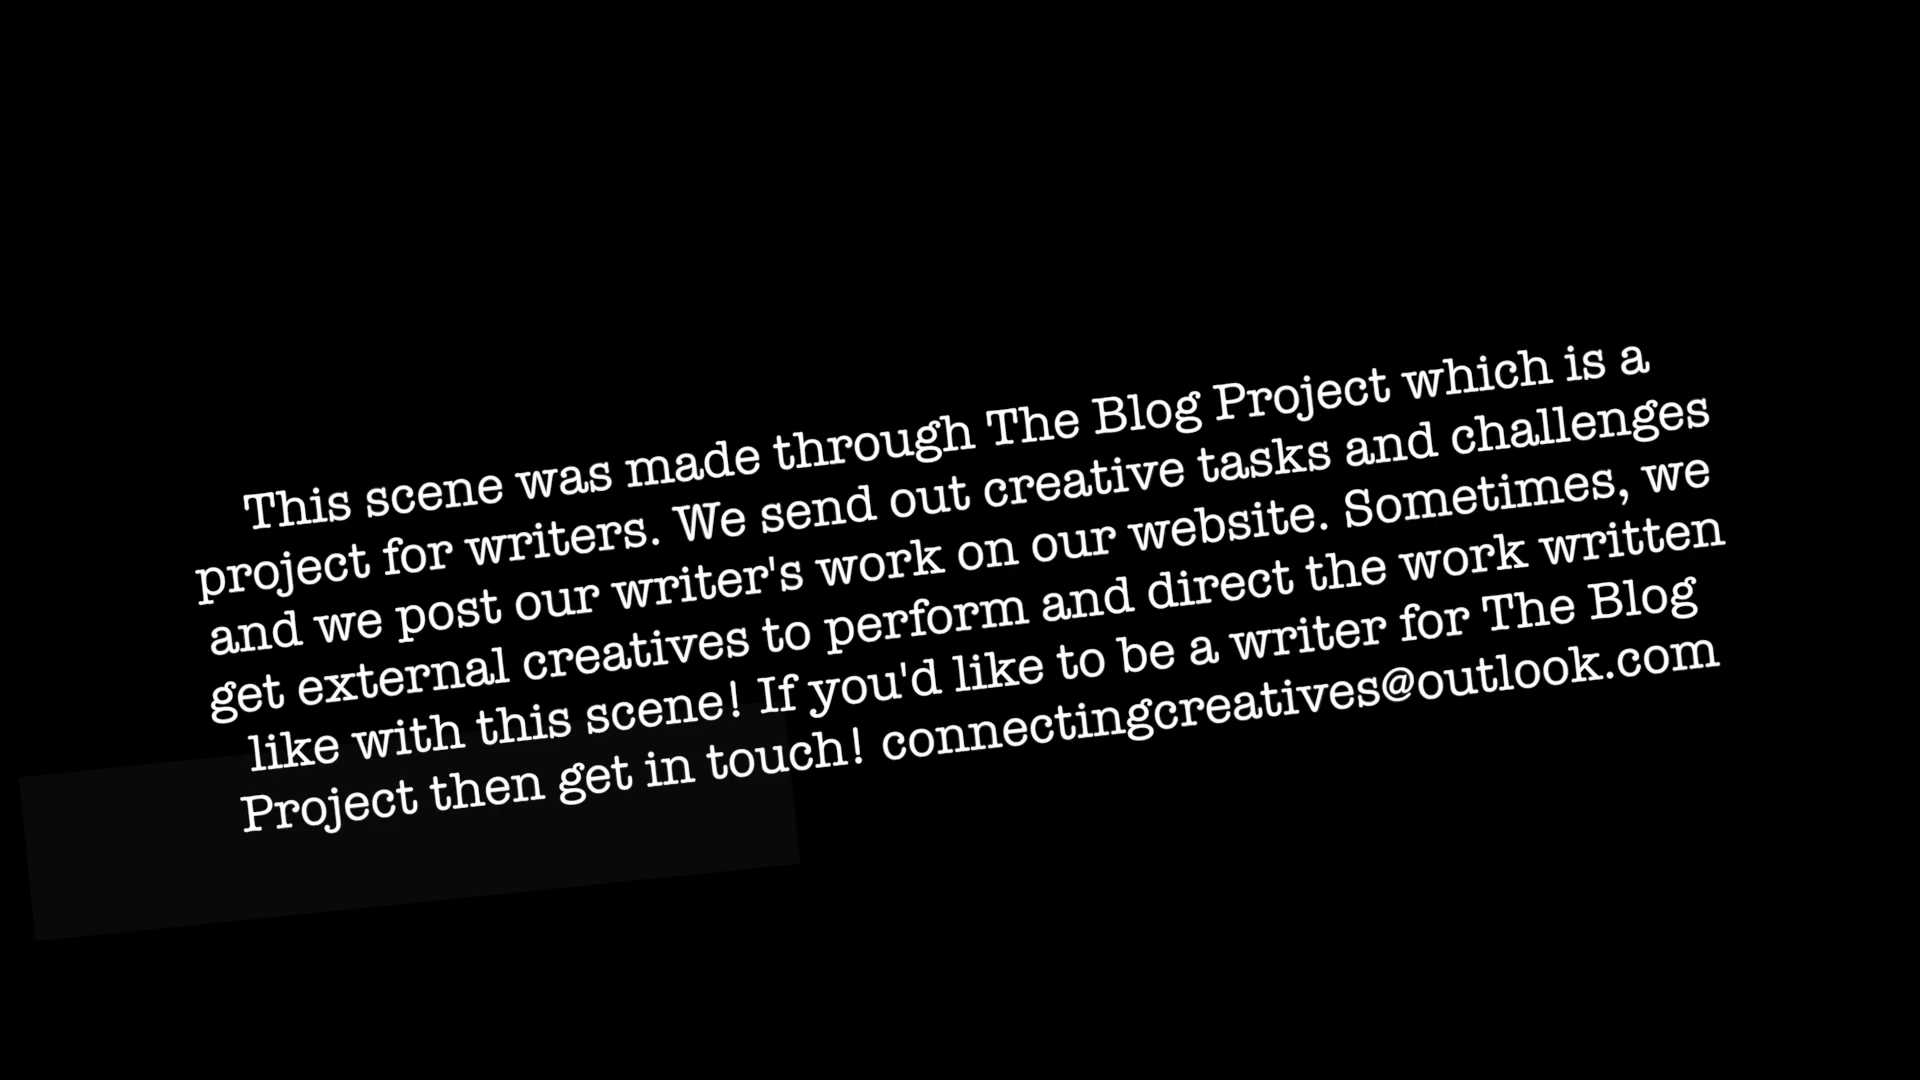 This scene was made through The Blog Project which is a
project for writers. We send out creative tasks and challenges
and we post our writer's work on our website. Sometimes, we
get external creatives to perform and direct the work written
like with this scene! If you'd like to be a writer for The Blog
Project then get in touch! connectingcreatives@outlook.com